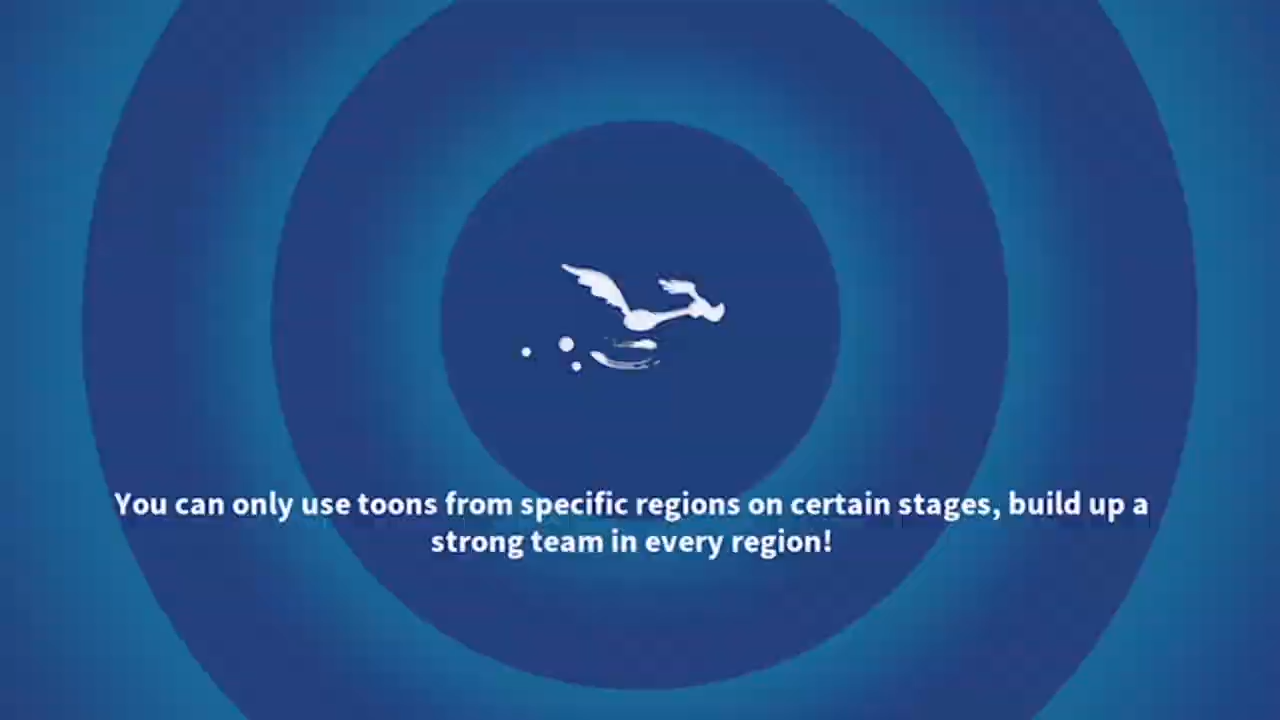 You can only use toons from specific regions on certain stages, build up a
strong team in every region!